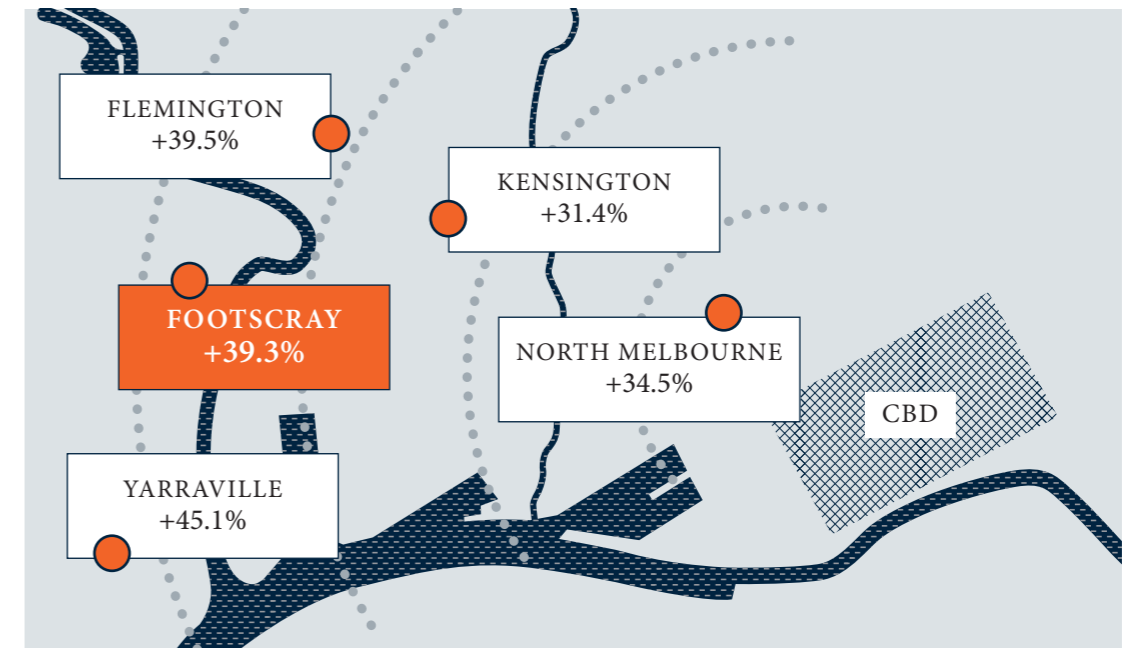 FLEMINGTON
+39.5%
KENSINGTON
+31.4%
FOOTSCRAY
+39.3%
NORTH MELBOURNE
+34.5%
CBD
YARRAVILLE
+45.1%